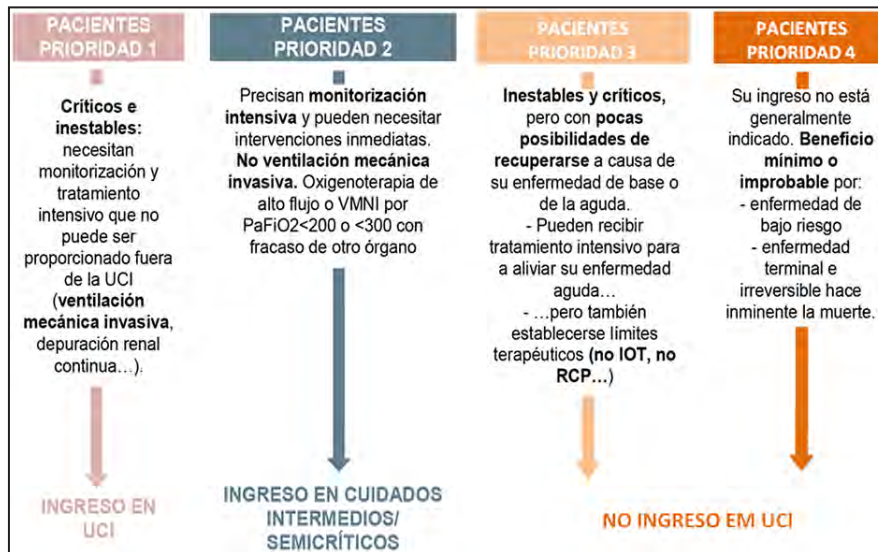 PACIENTES
PRIORIDAD 1
Críticos e
inestables:
necesitan
monitorización y
tratamiento
intensivo que no
puede ser
proporcionado fuera
de la UCI
(ventilación
mecánica invasiva,
depuración renal
continua…).
INGRESO EN
UCI
PACIENTES
PRIORIDAD 2
Precisan monitorización
intensiva y pueden necesitar
intervenciones inmediatas.
No ventilación mecánica
invasiva. Oxigenoterapia de
alto flujo o VMNI por
PaFiO2<200 o <300 con
fracaso de otro órgano
INGRESO EN CUIDADOS
INTERMEDIOS/
SEMICRÍTICOS
PACIENTES
PRIORIDAD 3
Inestables y críticos,
pero con pocas
posibilidades de
recuperarse a causa de
su enfermedad de base o
de la aguda.
- Pueden recibir
tratamiento intensivo para
a aliviar su enfermedad
aguda…
- …pero también
establecerse límites
terapéuticos (no IOT, no
RCP…)
PACIENTES
PRIORIDAD 4
Su ingreso no está
generalmente
indicado. Beneficio
mínimo o
improbable por:
- enfermedad de
bajo riesgo
- enfermedad
terminal e
irreversible hace
inminente la muerte.
NO INGRESO EM UCI